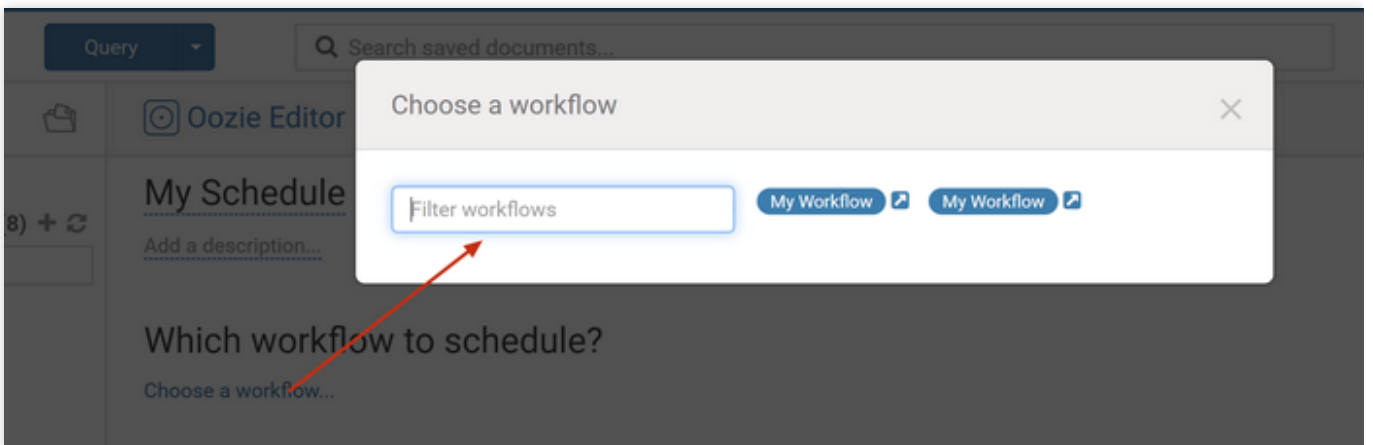 Query
Search saved documents...
Choose a workflow
Oozie Editor
My Schedule
Filter workflows
My Workflow
My Workflow
8)
Add a description...
Which workflow to schedule?
Choose a workflow...